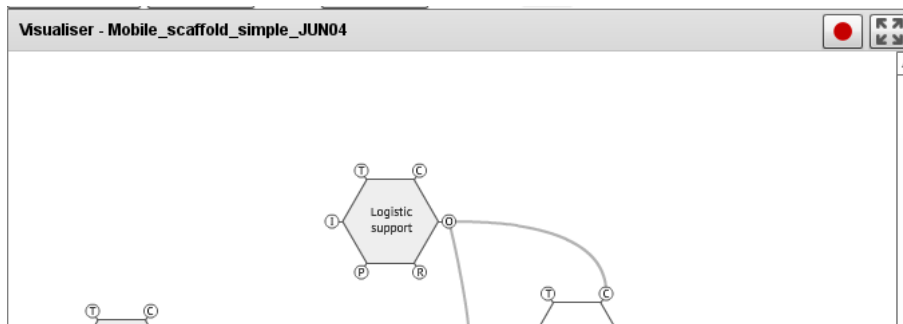 Visualiser - Mobile_scaffold_simple_JUN04
T C
I Logistic O
support
P R
T C
T C